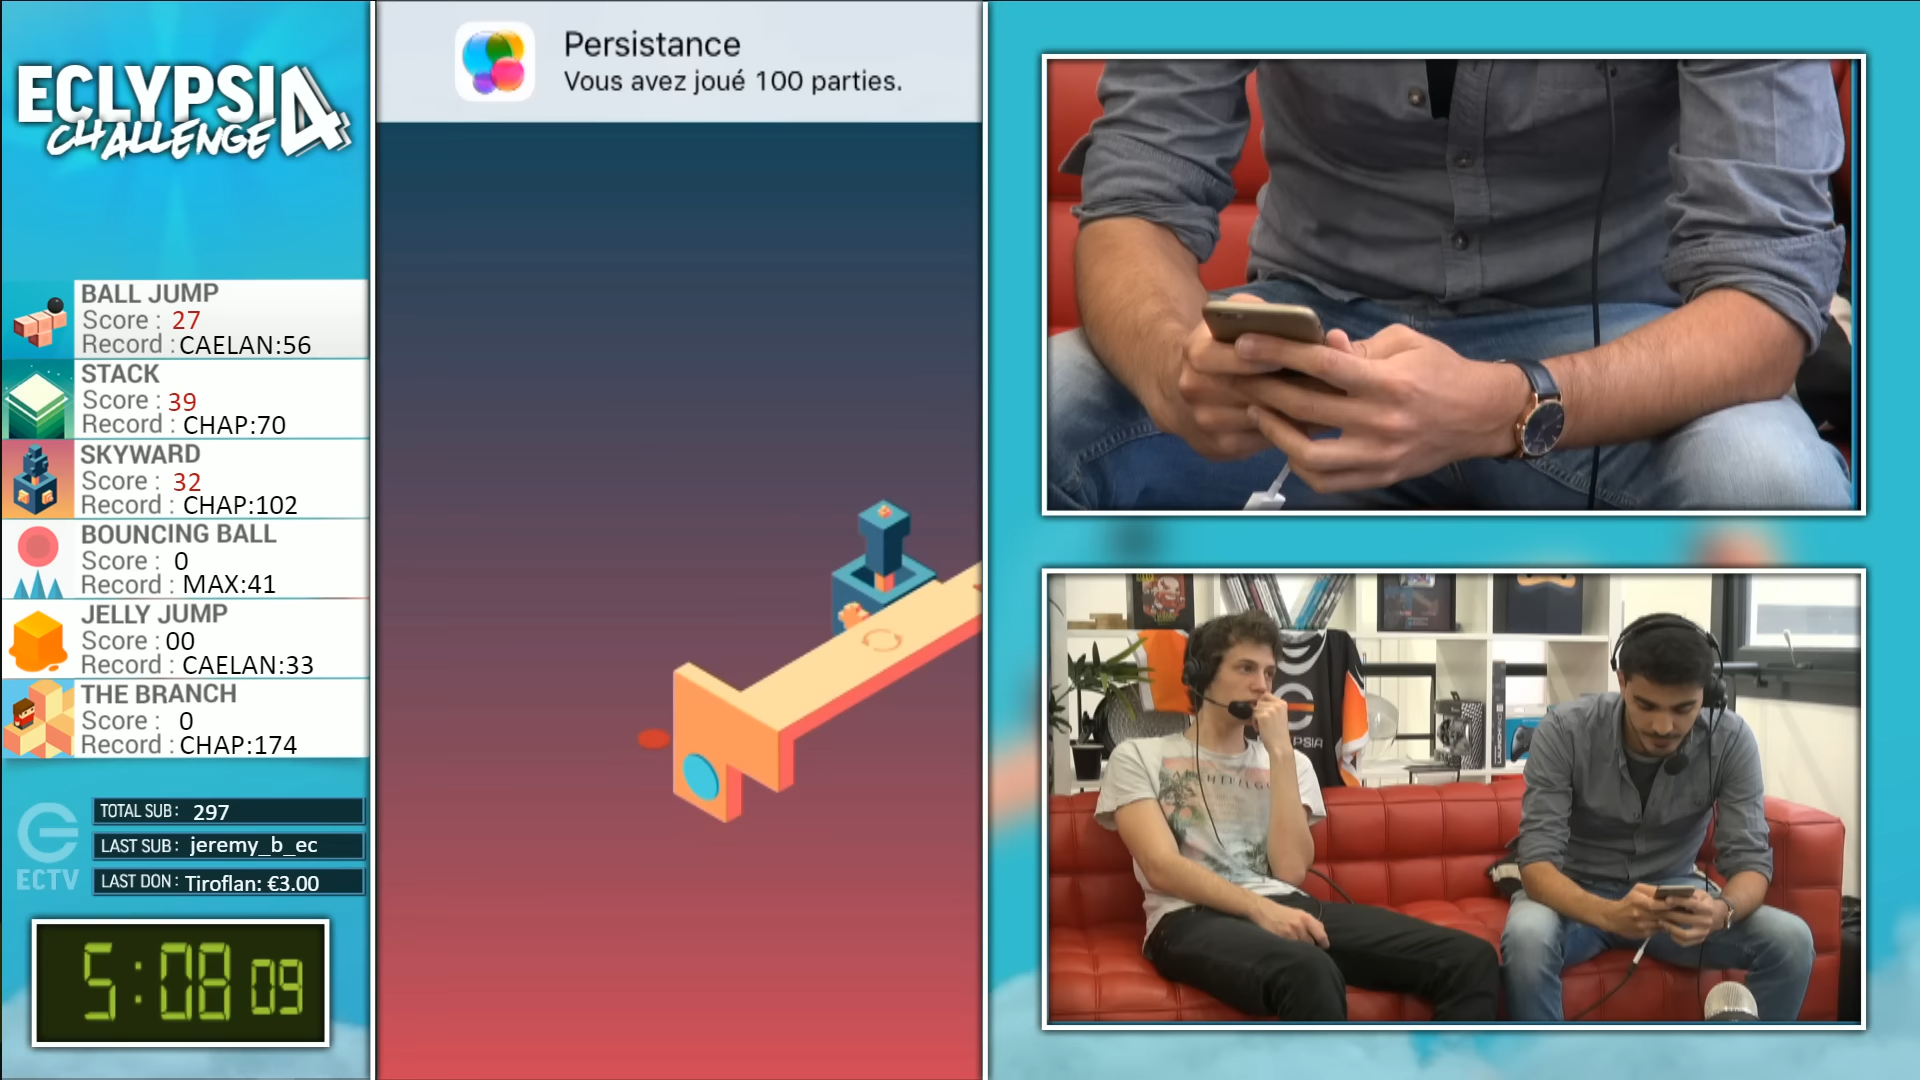 ECLYPSIA
CHALLENGE 4
Persistance
Vous avez joué 100 parties.
BALL JUMP
Score : 27
Record : CAELAN:56
STACK
Score : 39
Record : CHAP:70
SKYWARD
Score : 32
Record : CHAP:102
BOUNCING BALL
Score : 0
Record : MAX:41
JELLY JUMP
Score : 00
Record : CAELAN:33
THE BRANCH
Score : 0
Record : CHAP:174
ECTV
TOTAL SUB : 297
LAST SUB : jeremy_b_ec
LAST DON : Tiroflan: €3.00
5:08 09